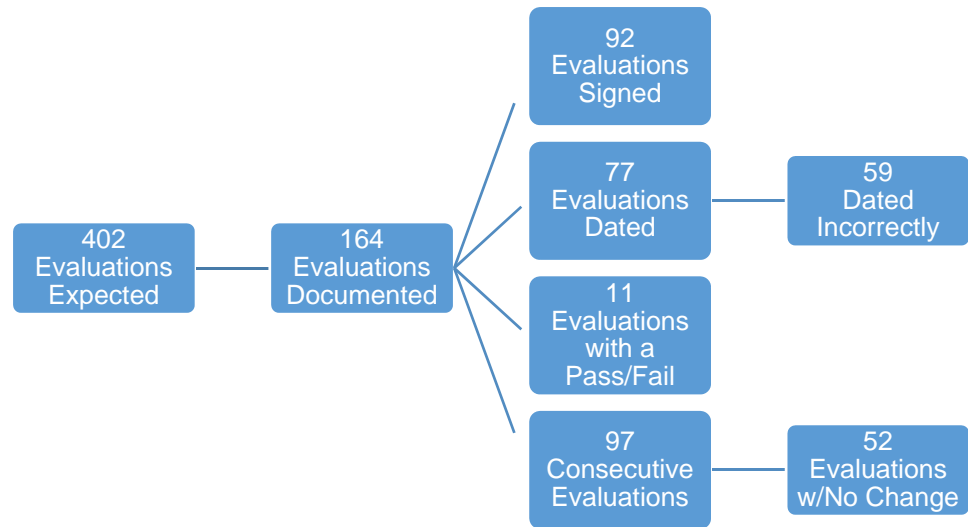 402
Evaluations
Expected
164
Evaluations
Documented
92
Evaluations
Signed
77
Evaluations
Dated
59
Dated
Incorrectly
11
Evaluations
with a
Pass/Fail
97
Consecutive
Evaluations
52
Evaluations
w/No Change